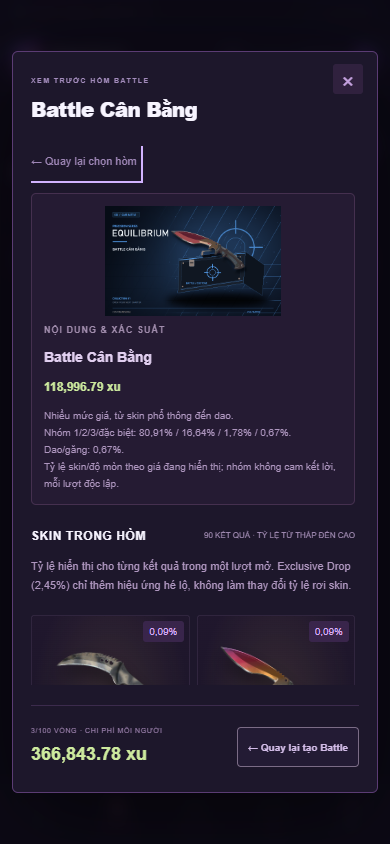 XEM TRƯỚC HÒM BATTLE
Battle Cân Bằng
×
← Quay lại chọn hòm
EQUILIBRIUM
BATTLE CÂN BẰNG
NỘI DUNG & XÁC SUẤT
Battle Cân Bằng
118,996.79 xu
Nhiều mức giá, từ skin phổ thông đến dao.
Nhóm 1/2/3/đặc biệt: 80,91% / 16,64% / 1,78% / 0,67%.
Dao/găng: 0,67%.
Tỷ lệ skin/độ mòn theo giá đang hiển thị; nhóm không cam kết lời,
mỗi lượt độc lập.
SKIN TRONG HÒM
90 KẾT QUẢ · TỶ LỆ TỪ THẤP ĐẾN CAO
Tỷ lệ hiển thị cho từng kết quả trong một lượt mở. Exclusive Drop
(2,45%) chỉ thêm hiệu ứng hé lộ, không làm thay đổi tỷ lệ rơi skin.
0,09%
0,09%
3/100 VÒNG · CHI PHÍ MỖI NGƯỜI
366,843.78 xu
← Quay lại tạo Battle